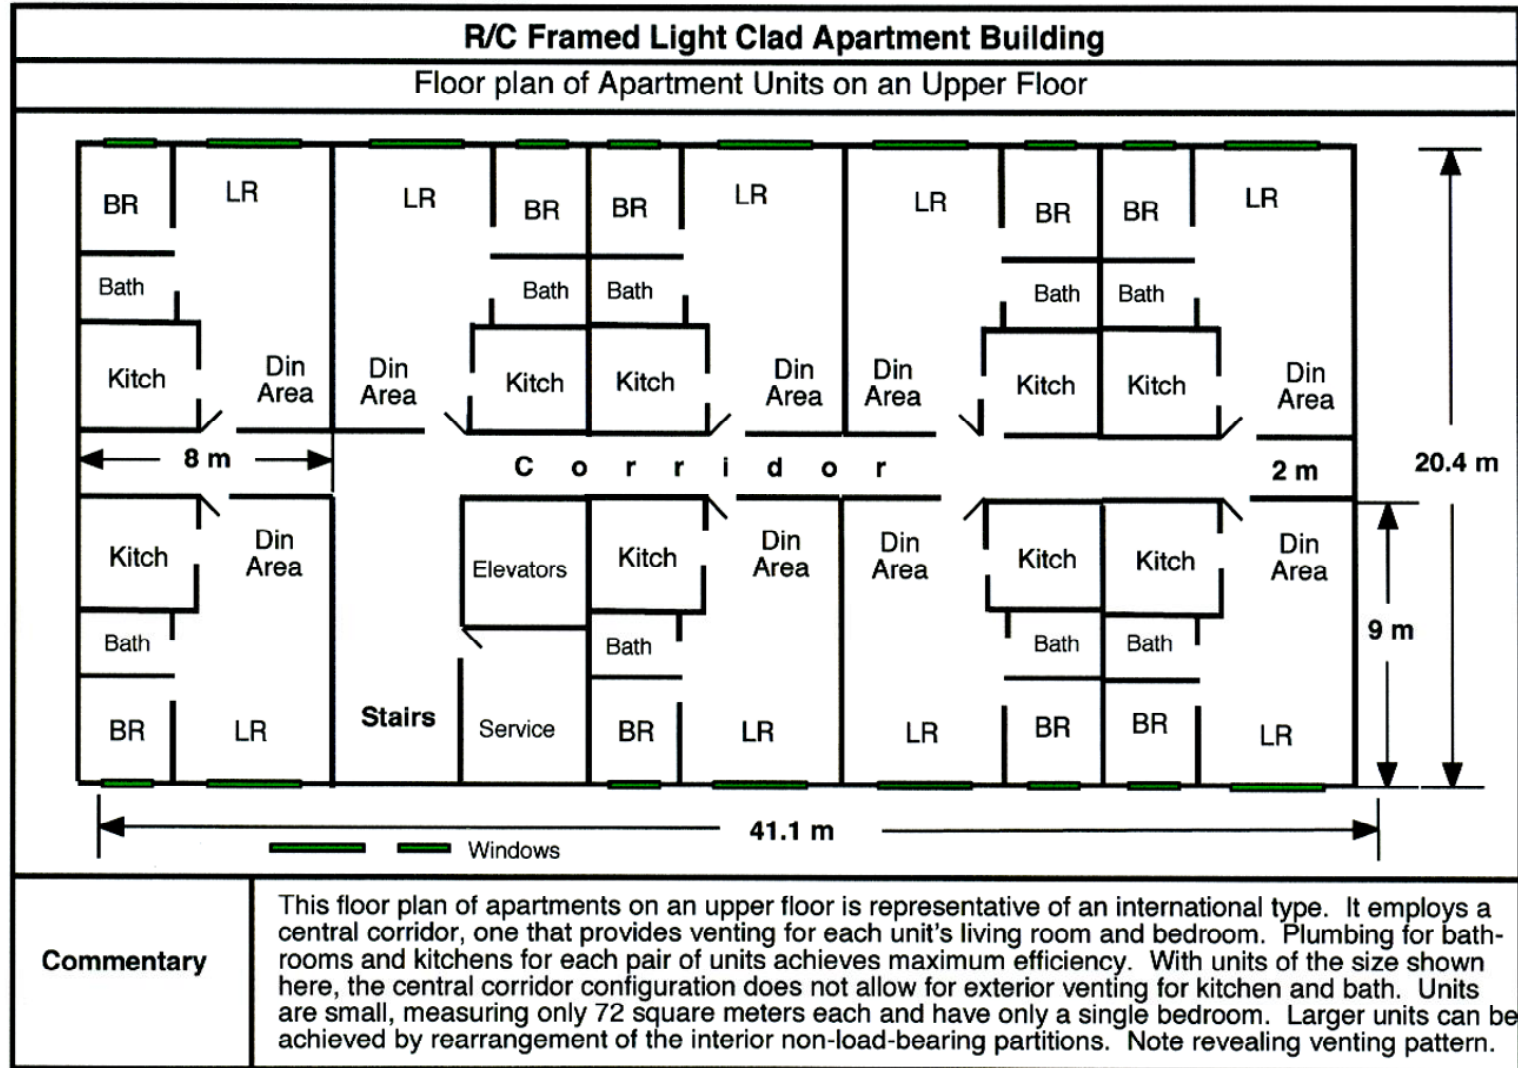 R/C Framed Light Clad Apartment Building
Floor plan of Apartment Units on an Upper Floor
BR
LR
LR
BR
BR
LR
LR
BR
BR
LR
Bath
Bath
Bath
Bath
Bath
Kitch
Din
Area
Din
Area
Kitch
Kitch
Din
Area
Din
Area
Kitch
Kitch
Din
Area
8 m
Corridor
2 m
20.4 m
Kitch
Din
Area
Elevators
Kitch
Din
Area
Din
Area
Kitch
Kitch
Din
Area
9 m
Bath
Bath
Bath
Bath
BR
LR
Stairs
Service
BR
LR
LR
BR
BR
LR
41.1 m
Windows
Commentary
This floor plan of apartments on an upper floor is representative of an international type. It employs a
central corridor, one that provides venting for each unit's living room and bedroom. Plumbing for bath-
rooms and kitchens for each pair of units achieves maximum efficiency. With units of the size shown
here, the central corridor configuration does not allow for exterior venting for kitchen and bath. Units
are small, measuring only 72 square meters each and have only a single bedroom. Larger units can be
achieved by rearrangement of the interior non-load-bearing partitions. Note revealing venting pattern.